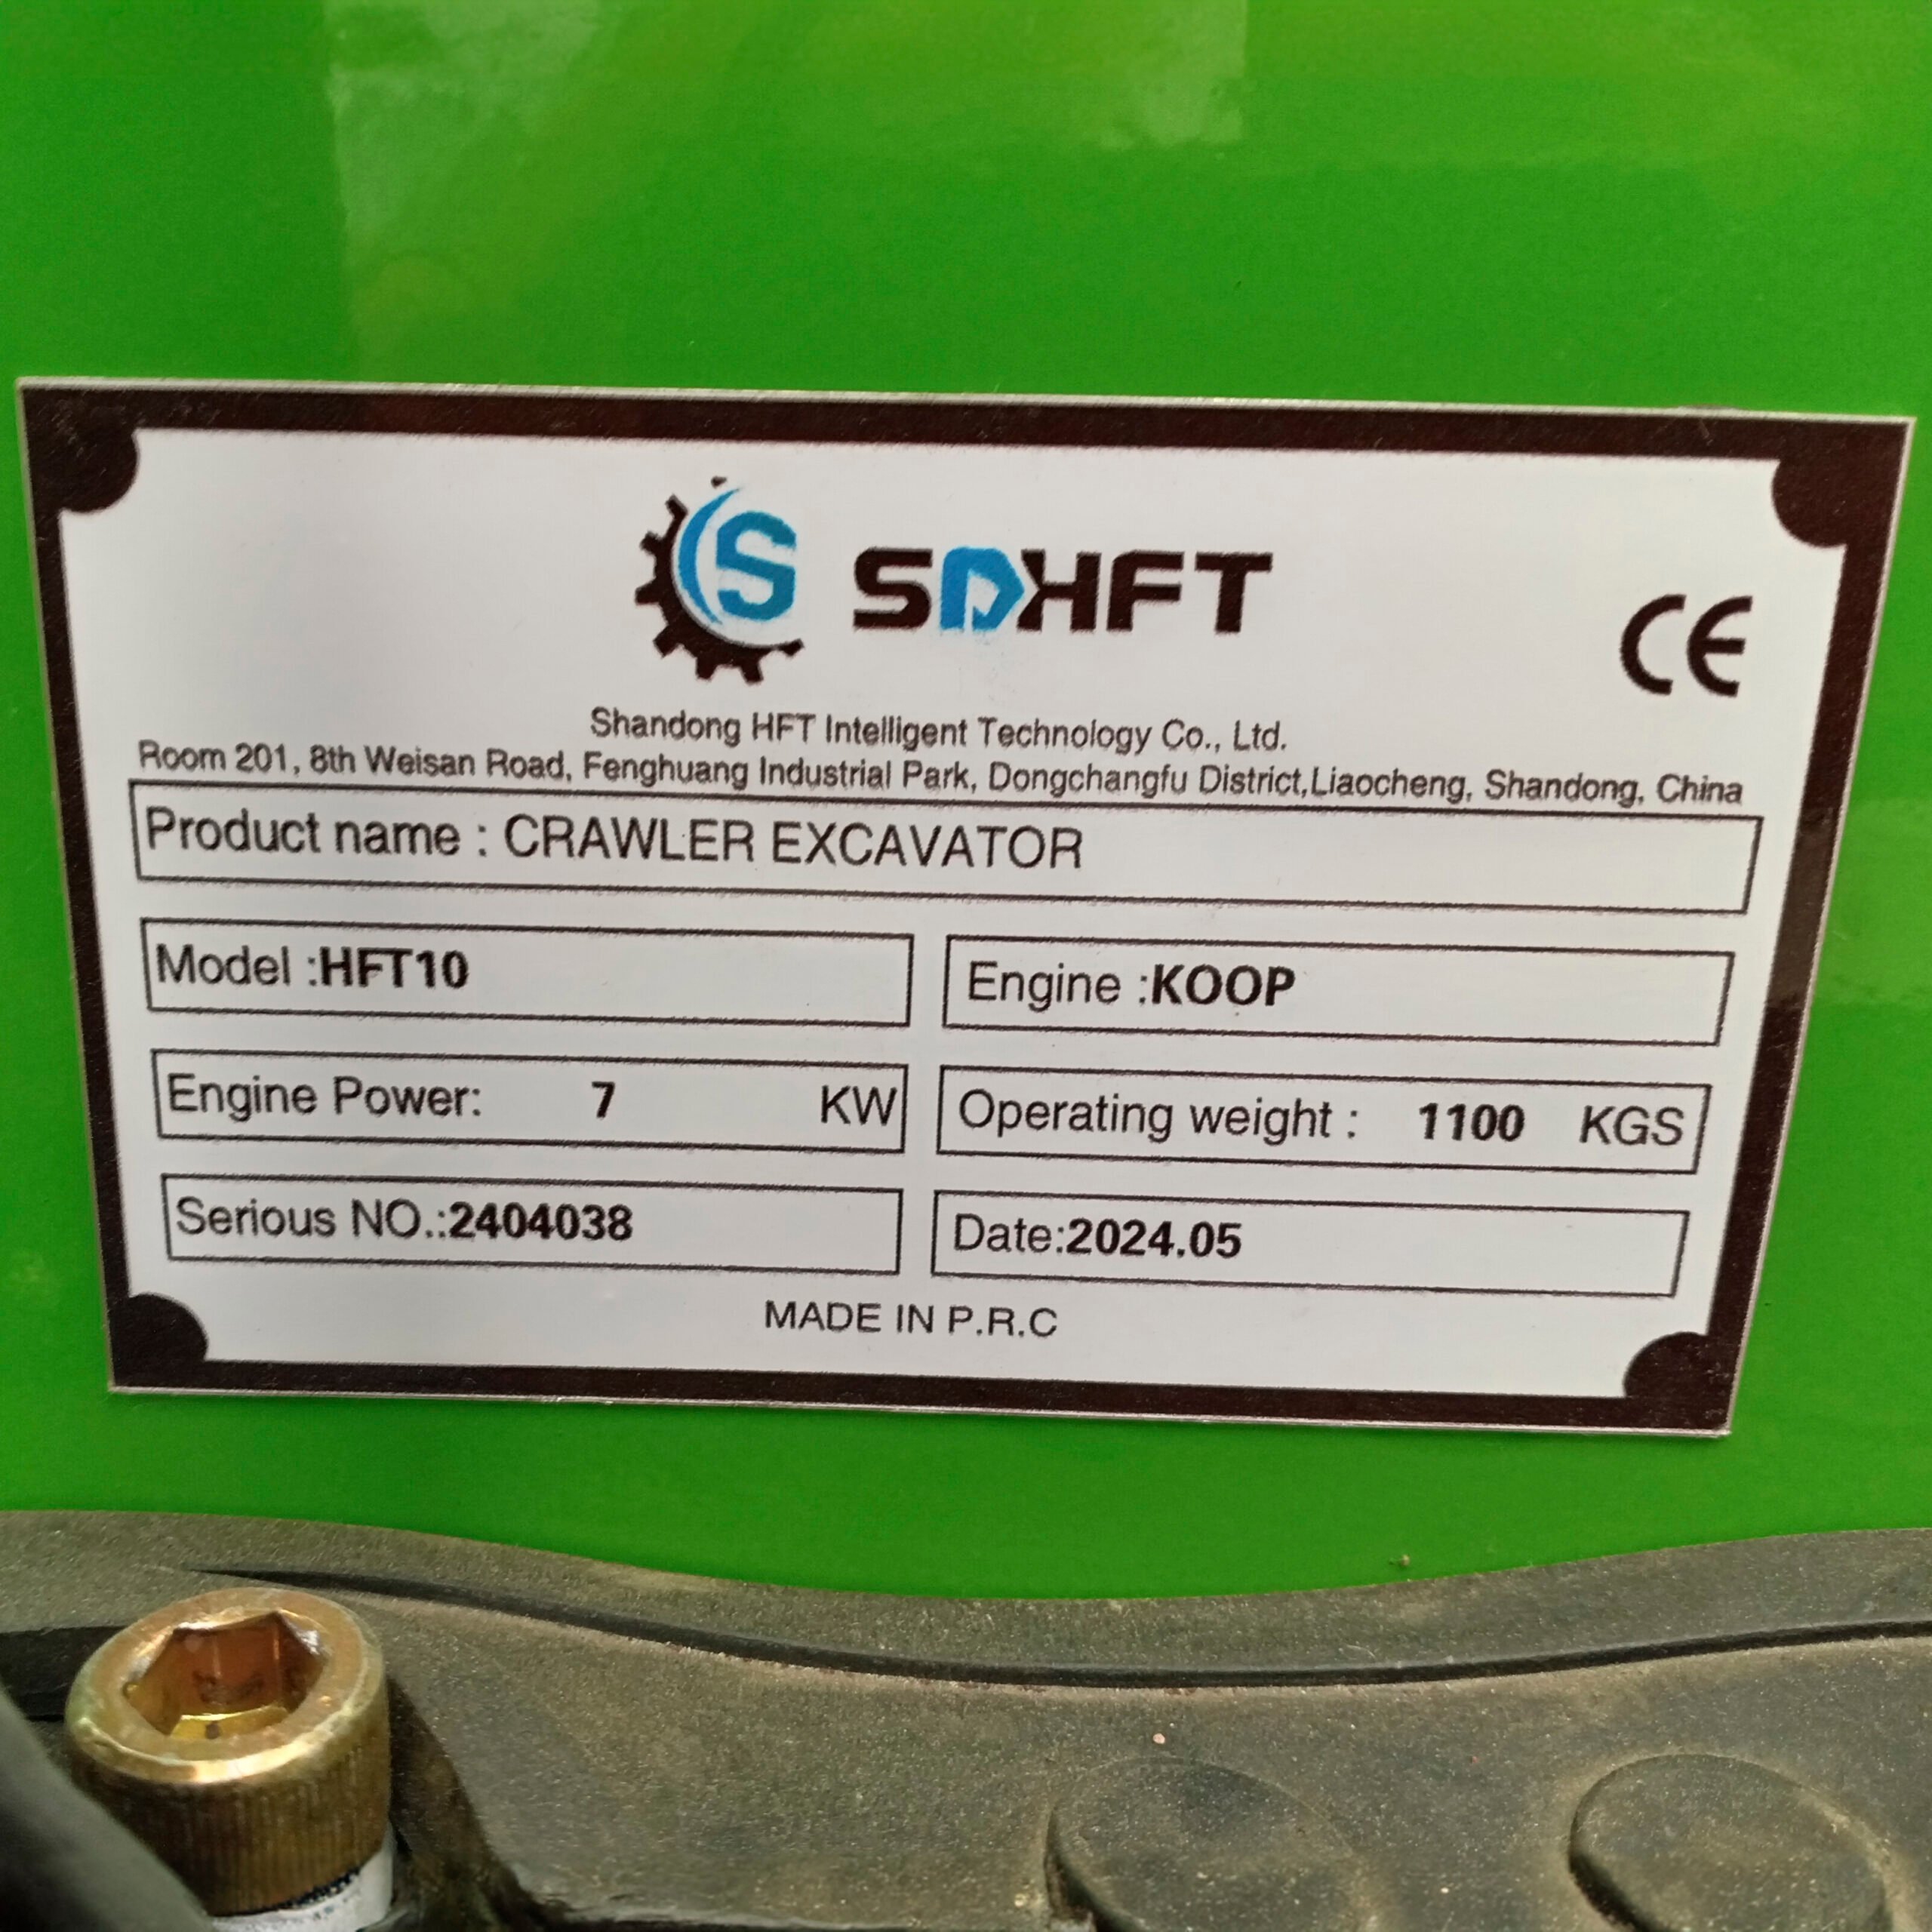 S SDHFT
CE
Shandong HFT Intelligent Technology Co., Ltd.
Room 201, 8th Weisan Road, Fenghuang Industrial Park, Dongchangfu District,Liaocheng, Shandong, China
Product name : CRAWLER EXCAVATOR
Model :HFT10
Engine :KOOP
Engine Power: 7 KW
Operating weight : 1100 KGS
Serious NO.:2404038
Date:2024.05
MADE IN P.R.C